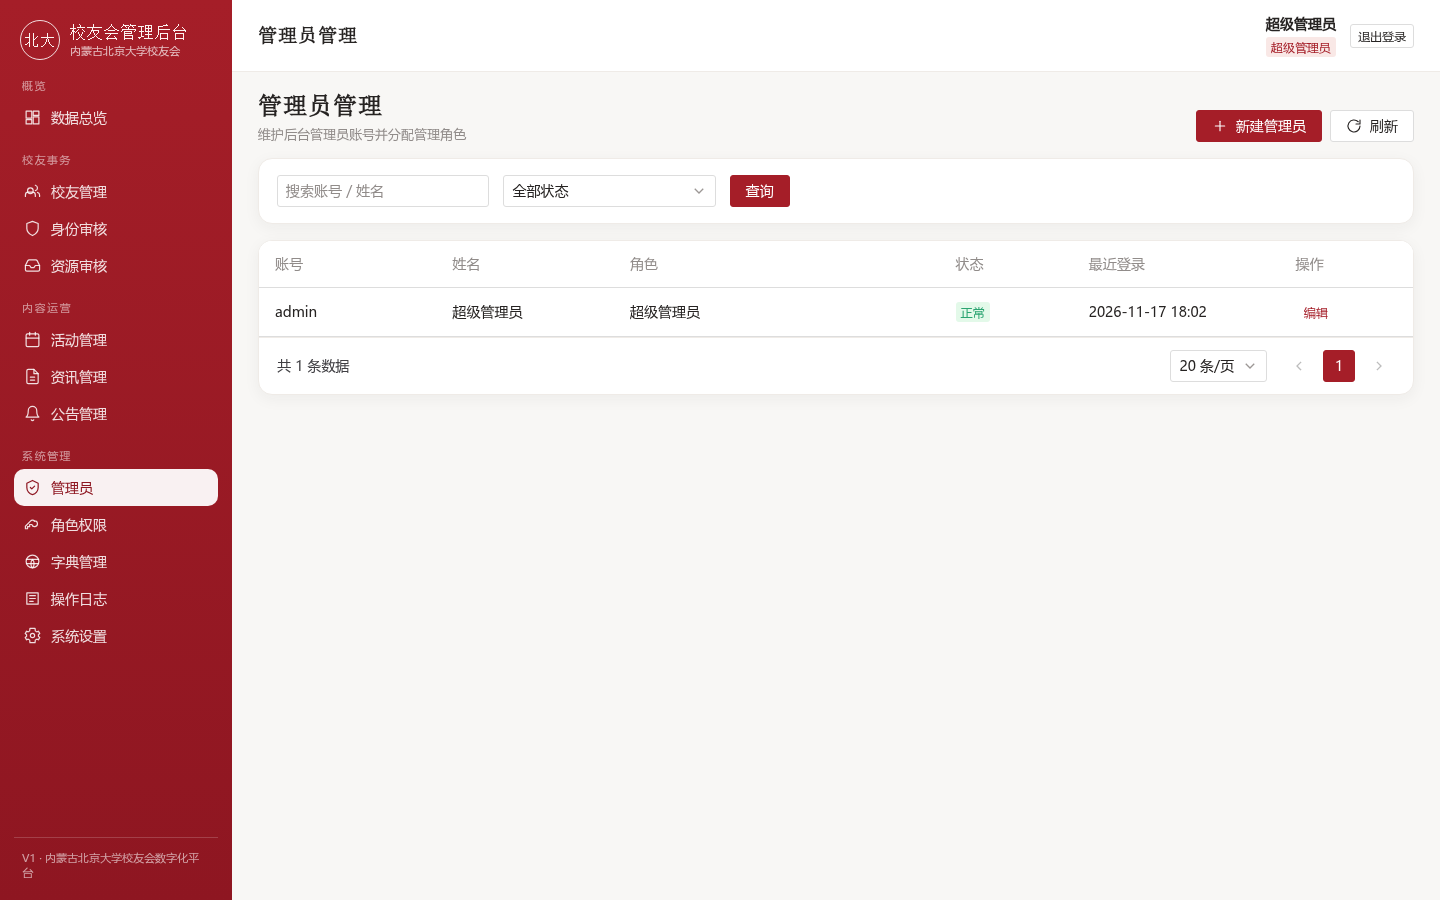 北大
校友会管理后台
内蒙古北京大学校友会
概览
数据总览
校友事务
校友管理
身份审核
资源审核
内容运营
活动管理
资讯管理
公告管理
系统管理
管理员
角色权限
字典管理
操作日志
系统设置
V1 · 内蒙古北京大学校友会数字化平
台
管理员管理
超级管理员
超级管理员
退出登录
管理员管理
维护后台管理员账号并分配管理角色
新建管理员
刷新
搜索账号 / 姓名
全部状态
查询
账号 姓名 角色 状态 最近登录 操作
admin 超级管理员 超级管理员 正常 2026-11-17 18:02 编辑
共 1 条数据
20 条/页
1